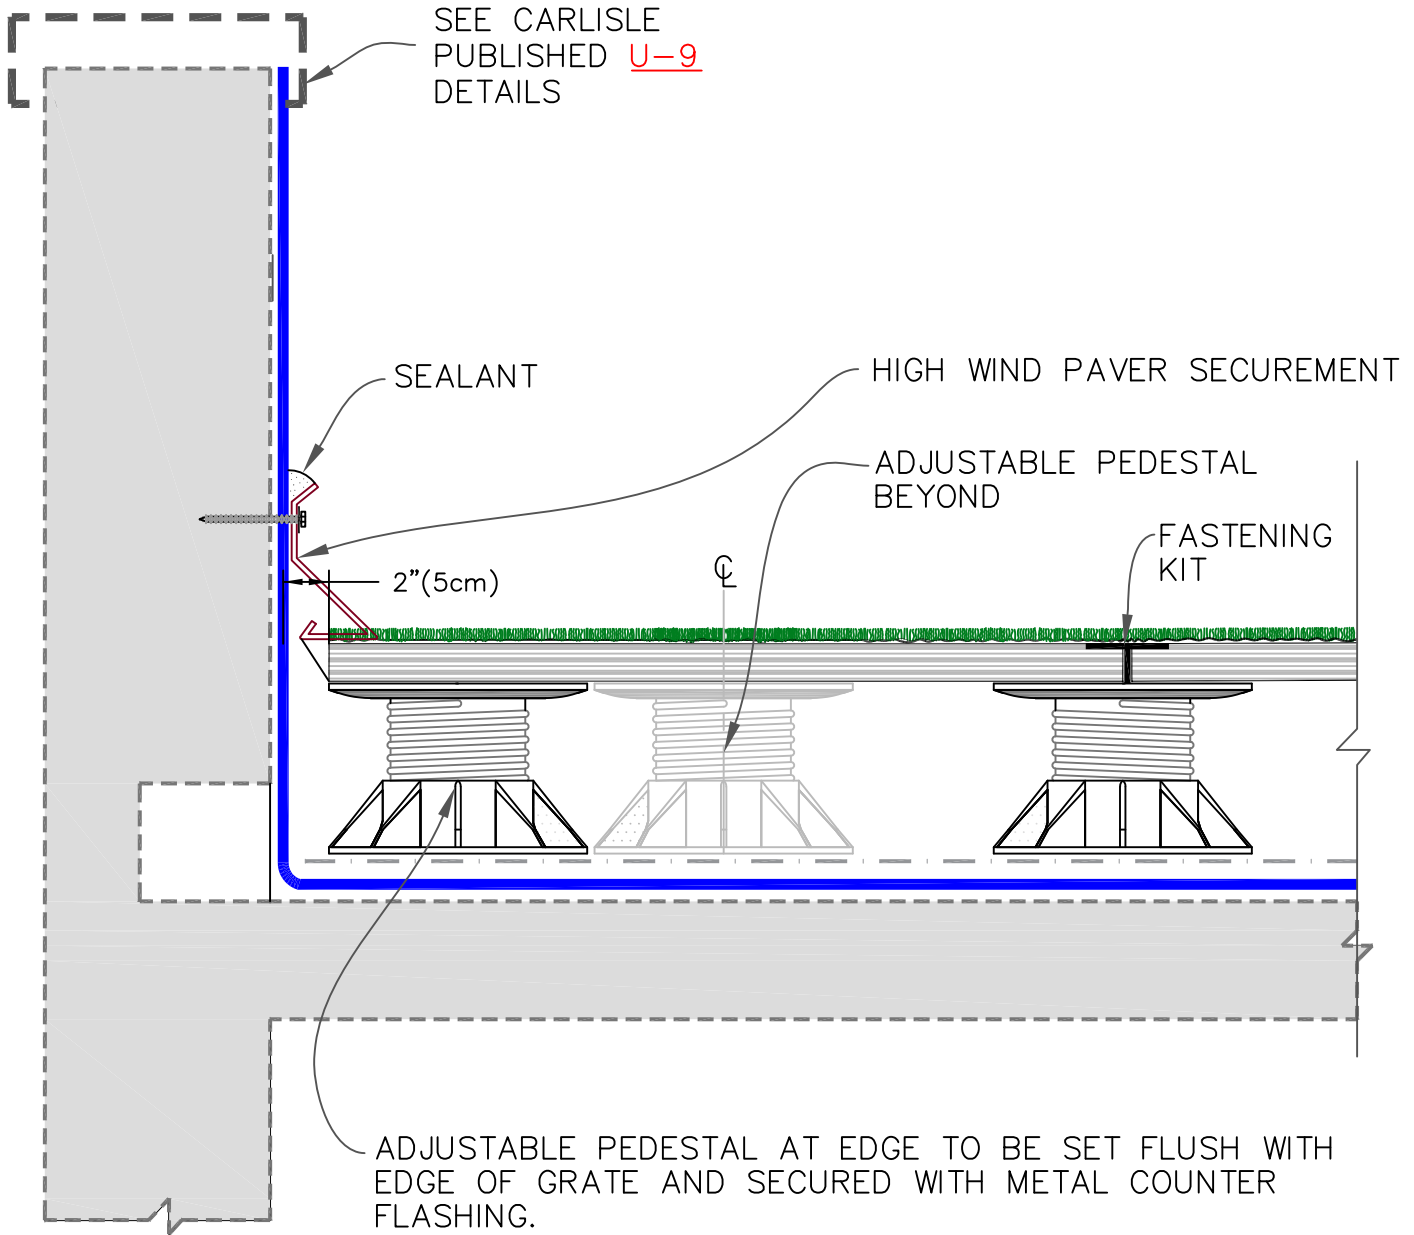 SEE CARLISLE
PUBLISHED U-9
DETAILS
SEALANT
HIGH WIND PAVER SECUREMENT
ADJUSTABLE PEDESTAL
BEYOND
FASTENING
KIT
℄
2"(5cm)
ADJUSTABLE PEDESTAL AT EDGE TO BE SET FLUSH WITH
EDGE OF GRATE AND SECURED WITH METAL COUNTER
FLASHING.